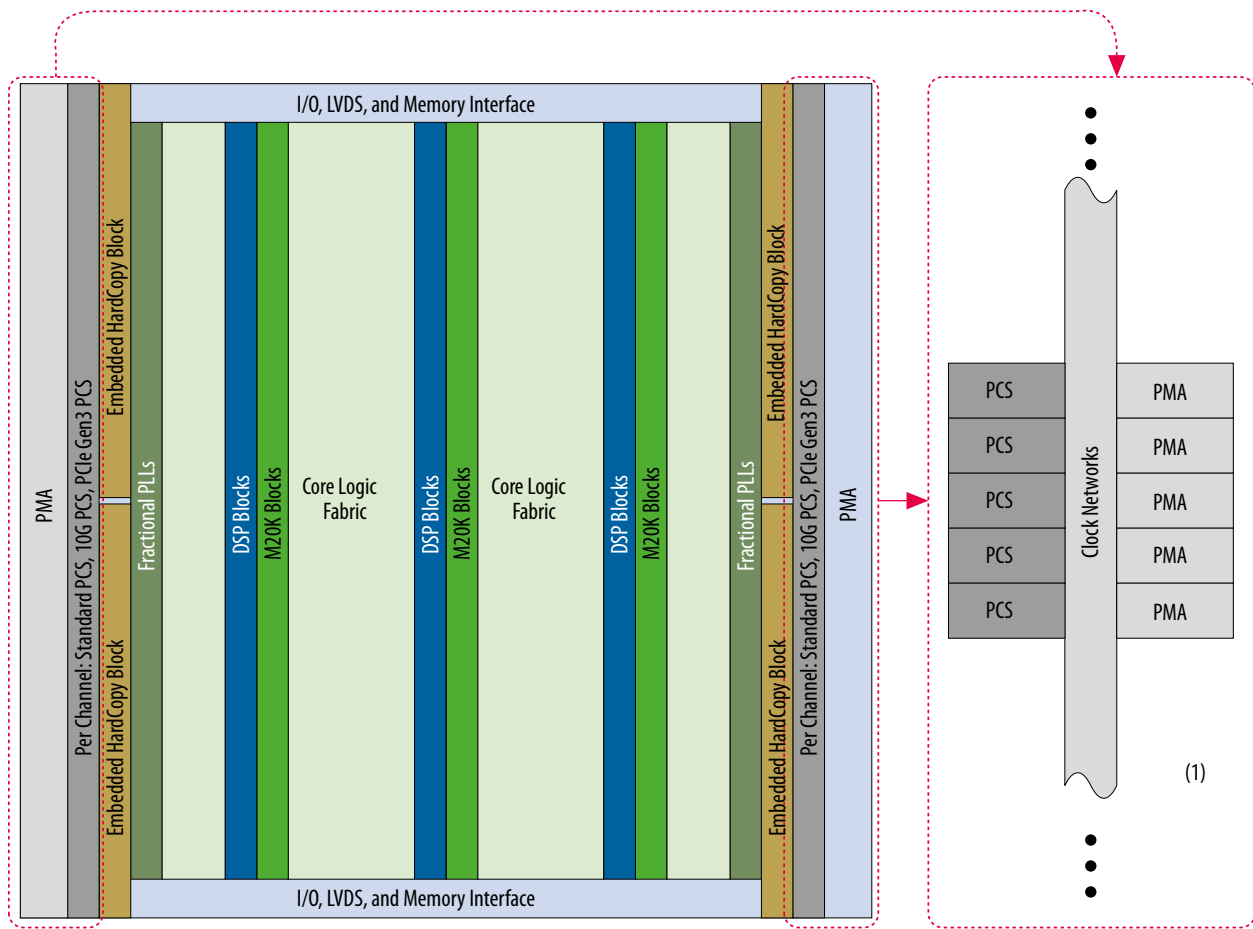 I/O, LVDS, and Memory Interface
PMA
Per Channel: Standard PCS, 10G PCS, PCIe Gen3 PCS
Embedded HardCopy Block
Embedded HardCopy Block
Fractional PLLs
DSP Blocks
M20K Blocks
Core Logic
Fabric
DSP Blocks
M20K Blocks
Core Logic
Fabric
DSP Blocks
M20K Blocks
Fractional PLLs
Embedded HardCopy Block
Embedded HardCopy Block
Per Channel: Standard PCS, 10G PCS, PCIe Gen3 PCS
PMA
I/O, LVDS, and Memory Interface
PCS
PMA
PCS
PMA
PCS
PMA
PCS
PMA
PCS
PMA
Clock Networks
(1)